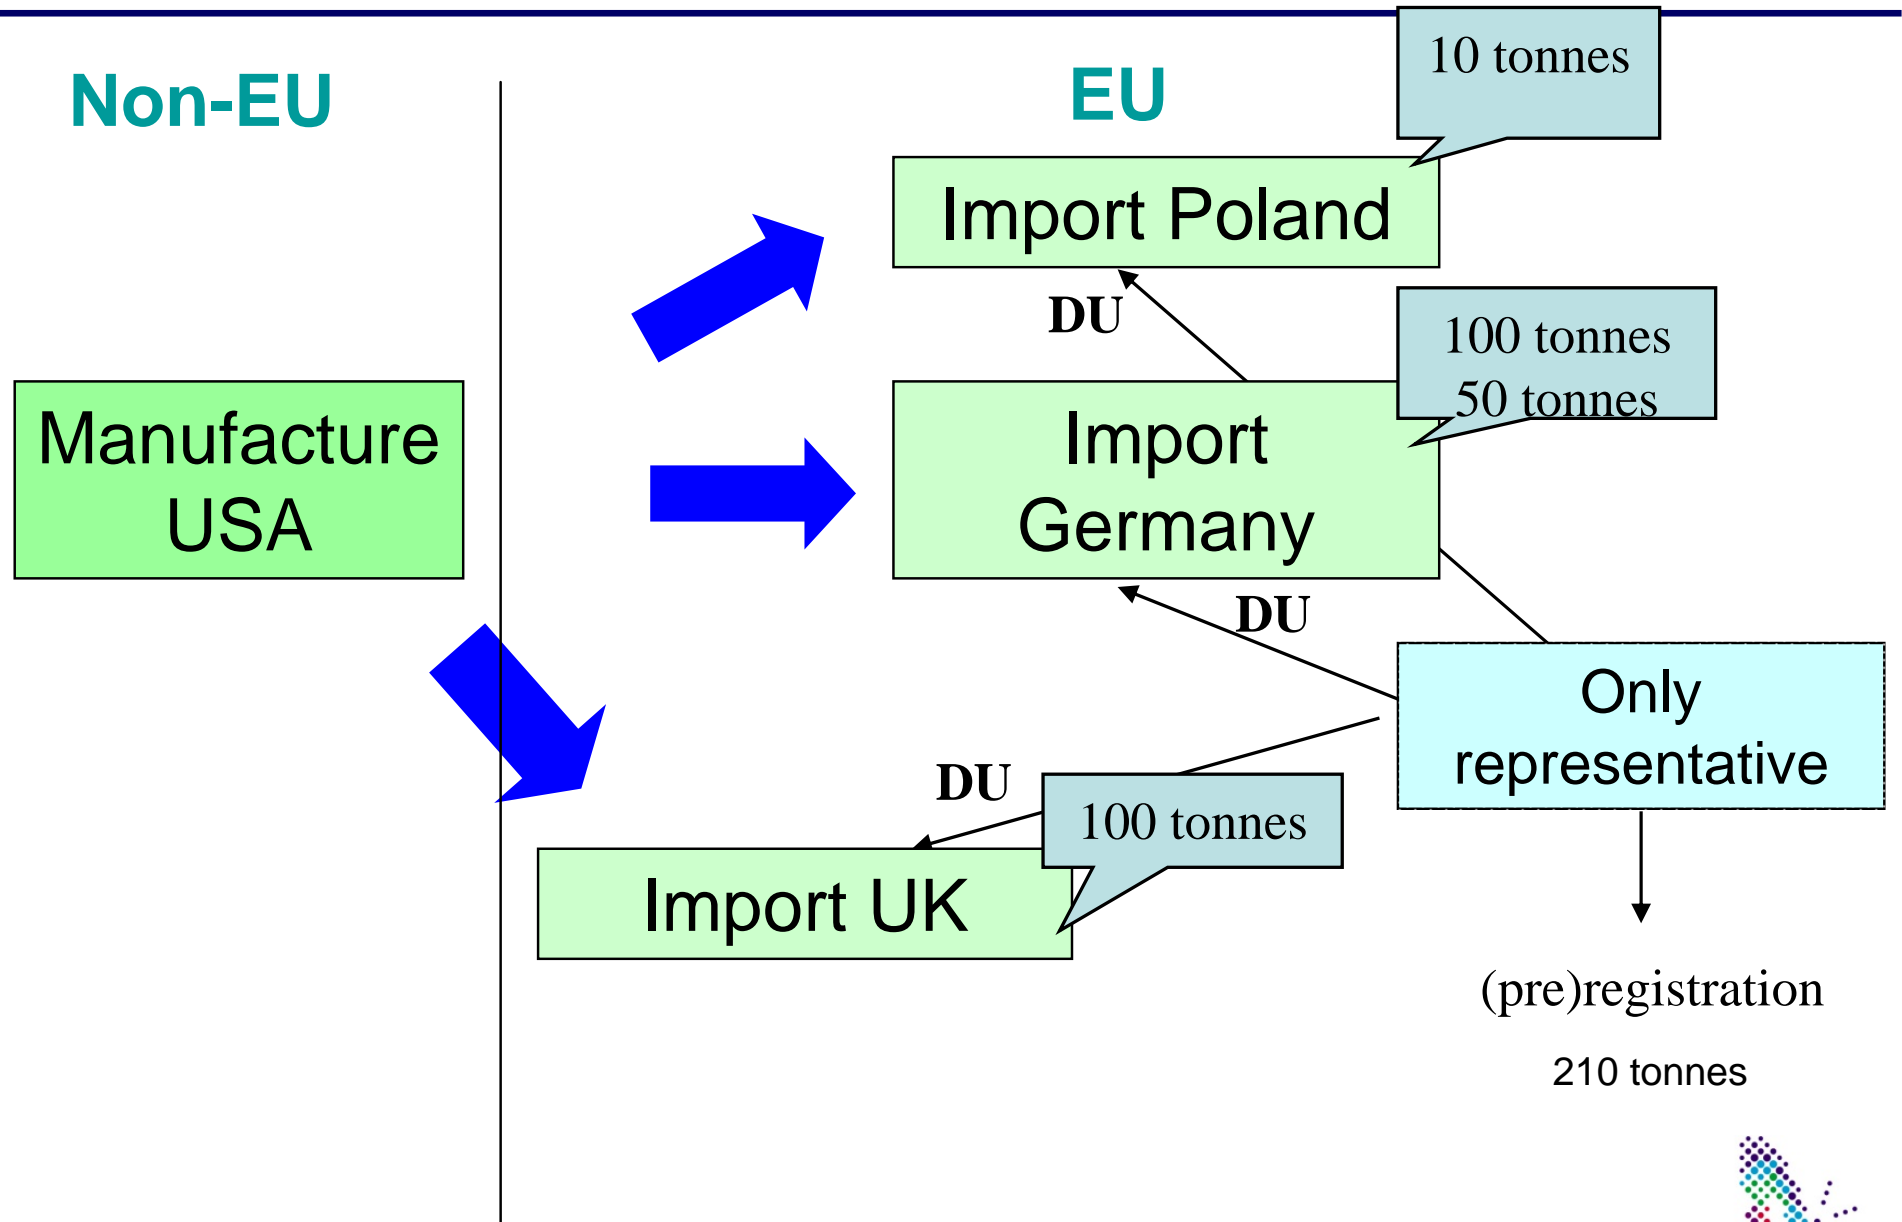 Non-EU
EU
10 tonnes
Import Poland
DU
100 tonnes
50 tonnes
Manufacture
USA
Import
Germany
DU
Only
representative
DU
100 tonnes
Import UK
(pre)registration
210 tonnes